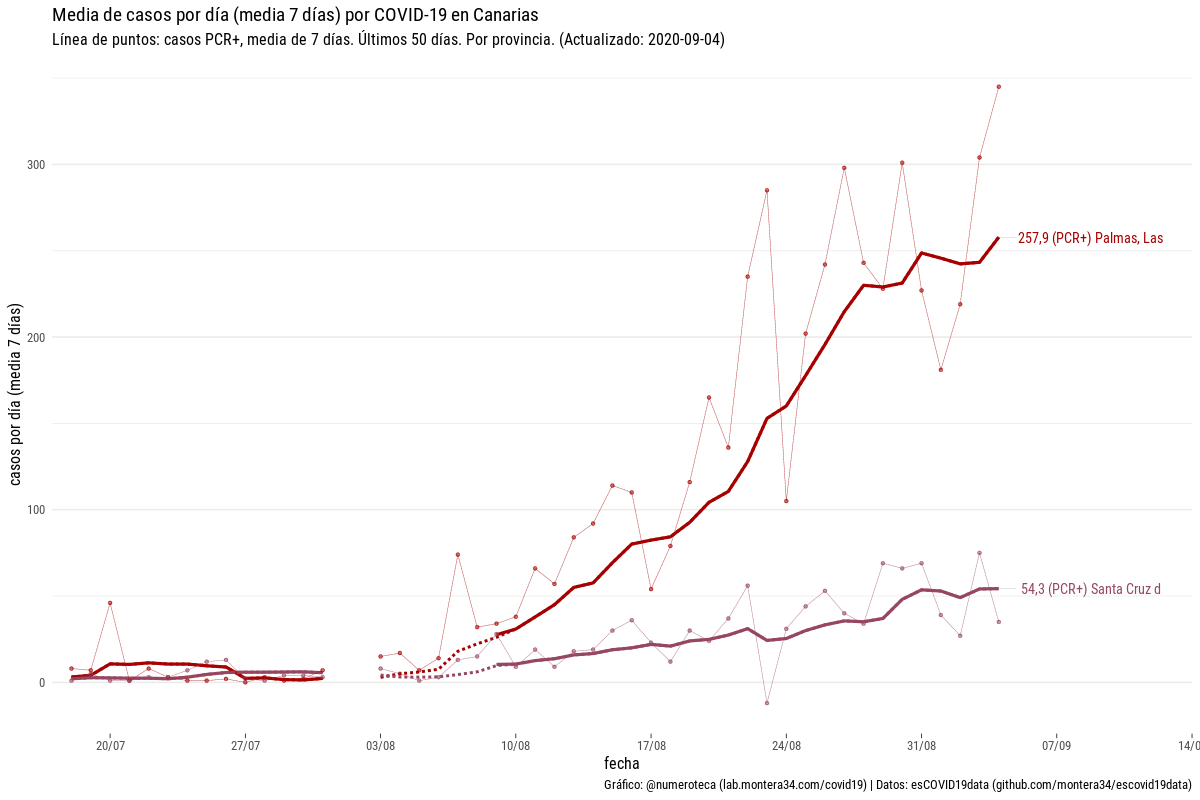 Media de casos por día (media 7 días) por COVID-19 en Canarias
Línea de puntos: casos PCR+, media de 7 días. Últimos 50 días. Por provincia. (Actualizado: 2020-09-04)
casos por día (media 7 días)
300
200
100
0
257,9 (PCR+) Palmas, Las
54,3 (PCR+) Santa Cruz d
20/07
27/07
03/08
10/08
17/08
24/08
31/08
07/09
14/0
fecha
Gráfico: @numeroteca (lab.montera34.com/covid19) | Datos: esCOVID19data (github.com/montera34/escovid19data)